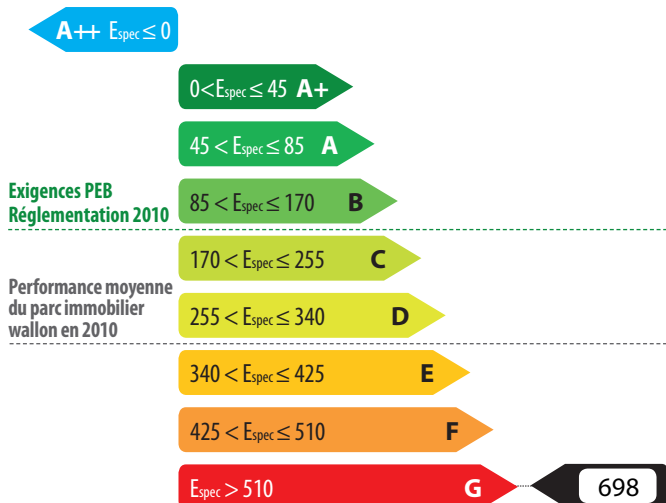 A++ Espec ≤ 0
0<Espec ≤ 45 A+
45 < Espec ≤ 85 A
Exigences PEB
Réglementation 2010
85 < Espec ≤ 170 B
170 < Espec ≤ 255 C
Performance moyenne
du parc immobilier
wallon en 2010
255 < Espec ≤ 340 D
340 < Espec ≤ 425 E
425 < Espec ≤ 510 F
Espec > 510 G 698